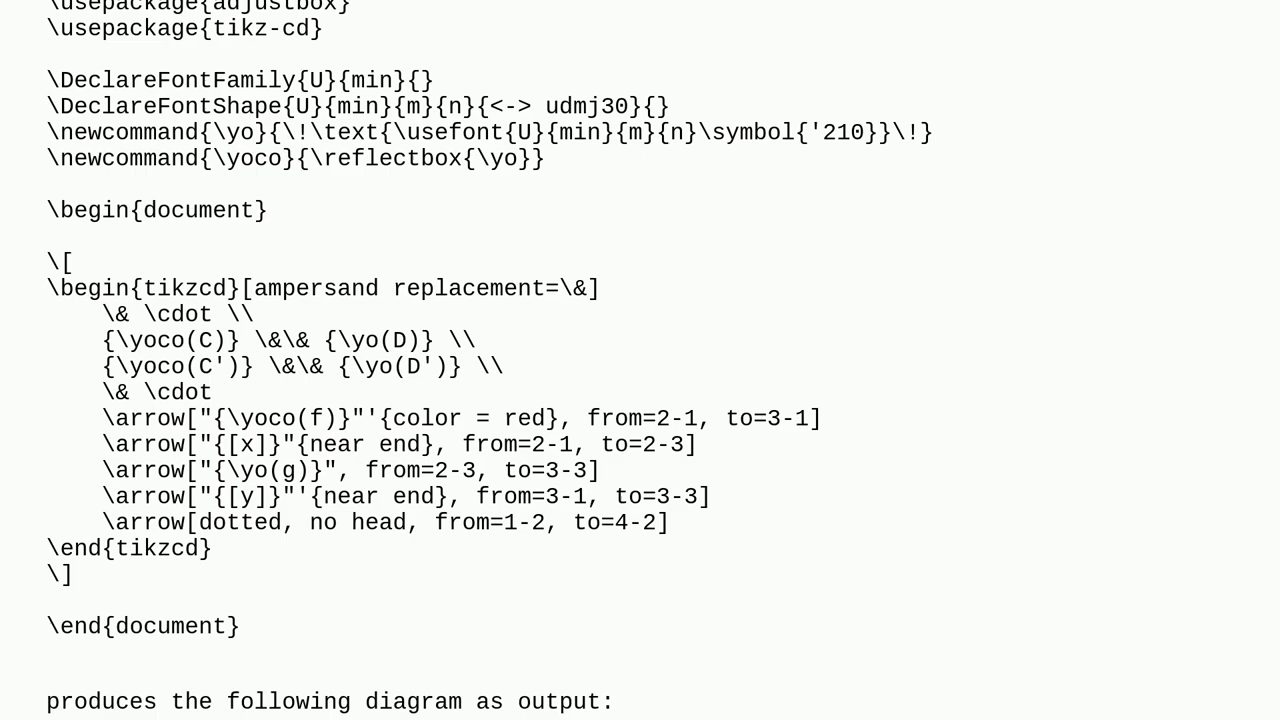 \usepackage{adjustbox}
\usepackage{tikz-cd}
\DeclareFontFamily{U}{min}{}
\DeclareFontShape{U}{min}{m}{n}{<-> udmj30}{}
\newcommand{\yo}{\!\text{\usefont{U}{min}{m}{n}\symbol{'210}}\!}
\newcommand{\yoco}{\reflectbox{\yo}}
\begin{document}
\[
\begin{tikzcd}[ampersand replacement=\&]
    \& \cdot \\
    {\yoco(C)} \&\& {\yo(D)} \\
    {\yoco(C')} \&\& {\yo(D')} \\
    \& \cdot
    \arrow["{\yoco(f)}"'{color = red}, from=2-1, to=3-1]
    \arrow["{[x]}"{near end}, from=2-1, to=2-3]
    \arrow["{\yo(g)}", from=2-3, to=3-3]
    \arrow["{[y]}"'{near end}, from=3-1, to=3-3]
    \arrow[dotted, no head, from=1-2, to=4-2]
\end{tikzcd}
\]
\end{document}
produces the following diagram as output: